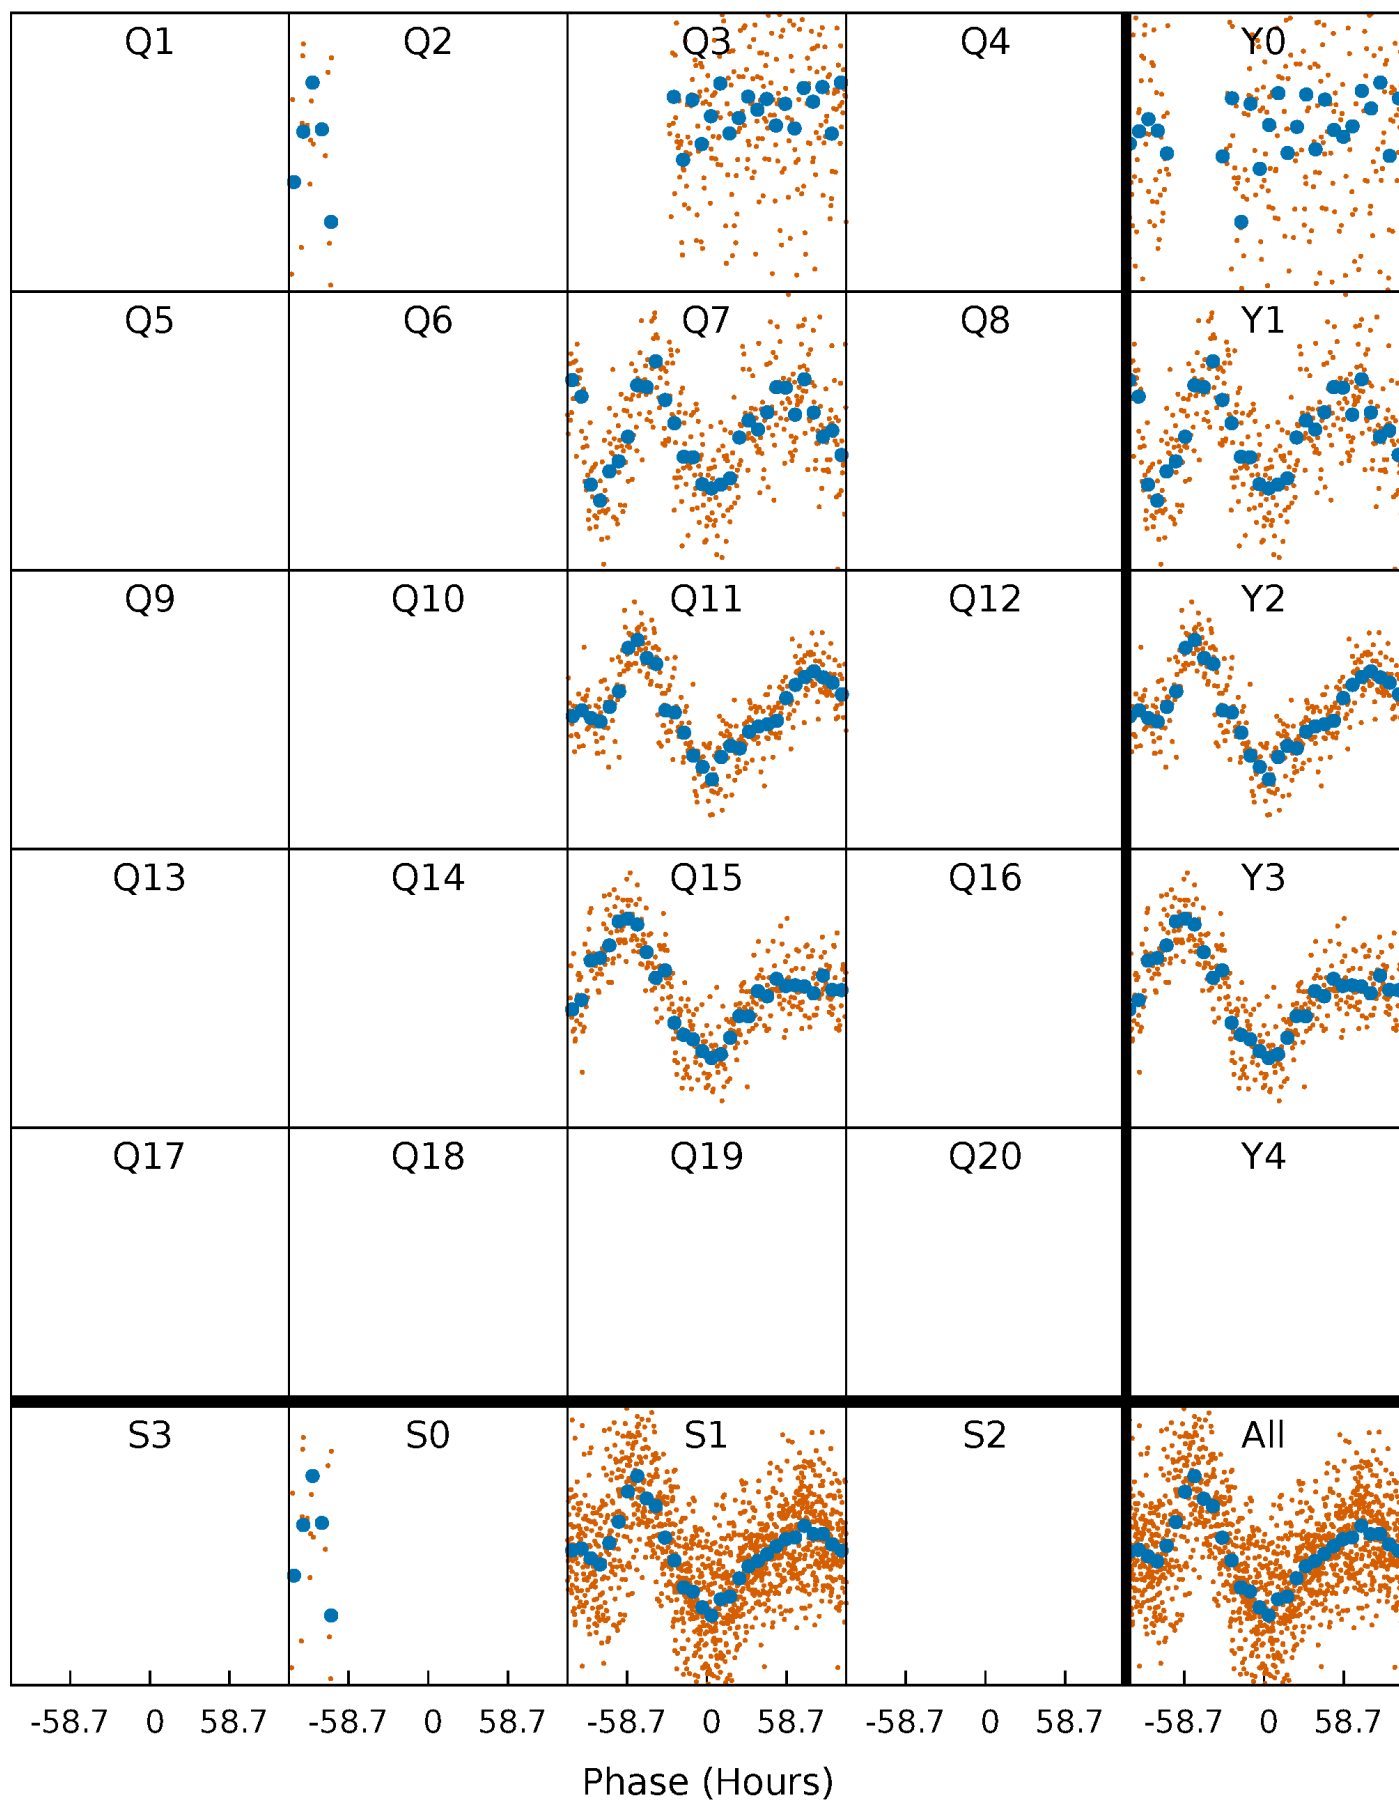 Q1 Q2 Q3 Q4 Y0
Q5 Q6 Q7 Q8 Y1
Q9 Q10 Q11 Q12 Y2
Q13 Q14 Q15 Q16 Y3
Q17 Q18 Q19 Q20 Y4
S3 S0 S1 S2 All
-58.7 0 58.7 -58.7 0 58.7 -58.7 0 58.7 -58.7 0 58.7 -58.7 0 58.7
Phase (Hours)